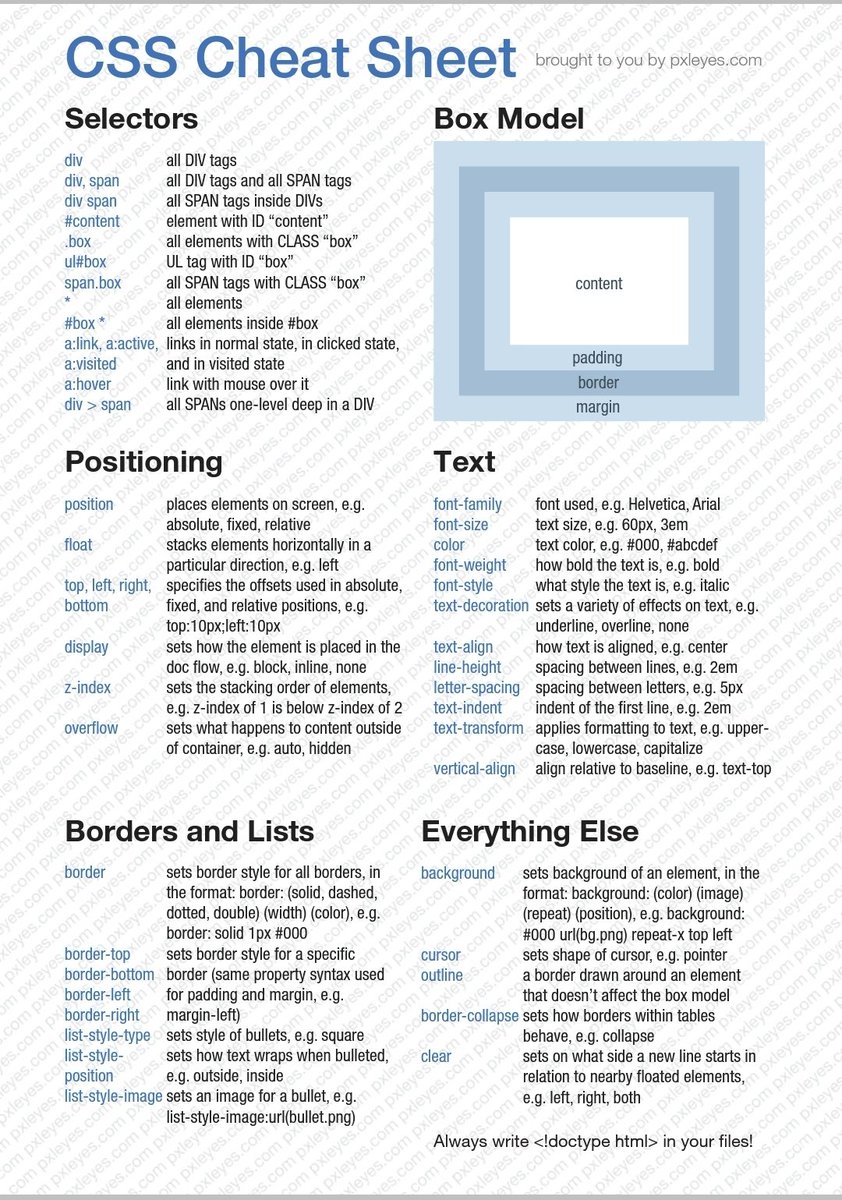 CSS Cheat Sheet
brought to you by pxleyes.com
Selectors
div all DIV tags
div, span all DIV tags and all SPAN tags
div span all SPAN tags inside DIVs
#content element with ID “content”
.box all elements with CLASS “box”
ul#box UL tag with ID “box”
span.box all SPAN tags with CLASS “box”
* all elements
#box * all elements inside #box
a:link, a:active, links in normal state, in clicked state,
a:visited and in visited state
a:hover link with mouse over it
div > span all SPANs one-level deep in a DIV
Box Model
content
padding
border
margin
Positioning
position places elements on screen, e.g.
absolute, fixed, relative
float stacks elements horizontally in a
particular direction, e.g. left
top, left, right, specifies the offsets used in absolute,
bottom fixed, and relative positions, e.g.
top:10px;left:10px
display sets how the element is placed in the
doc flow, e.g. block, inline, none
z-index sets the stacking order of elements,
e.g. z-index of 1 is below z-index of 2
overflow sets what happens to content outside
of container, e.g. auto, hidden
Text
font-family font used, e.g. Helvetica, Arial
font-size text size, e.g. 60px, 3em
color text color, e.g. #000, #abcdef
font-weight how bold the text is, e.g. bold
font-style what style the text is, e.g. italic
text-decoration sets a variety of effects on text, e.g.
underline, overline, none
text-align how text is aligned, e.g. center
line-height spacing between lines, e.g. 2em
letter-spacing spacing between letters, e.g. 5px
text-indent indent of the first line, e.g. 2em
text-transform applies formatting to text, e.g. upper-
case, lowercase, capitalize
vertical-align align relative to baseline, e.g. text-top
Borders and Lists
border sets border style for all borders, in
the format: border: (solid, dashed,
dotted, double) (width) (color), e.g.
border: solid 1px #000
border-top sets border style for a specific
border-bottom border (same property syntax used
border-left for padding and margin, e.g.
border-right margin-left)
list-style-type sets style of bullets, e.g. square
list-style- sets how text wraps when bulleted,
position e.g. outside, inside
list-style-image sets an image for a bullet, e.g.
list-style-image:url(bullet.png)
Everything Else
background sets background of an element, in the
format: background: (color) (image)
(repeat) (position), e.g. background:
#000 url(bg.png) repeat-x top left
cursor sets shape of cursor, e.g. pointer
outline a border drawn around an element
that doesn’t affect the box model
border-collapse sets how borders within tables
behave, e.g. collapse
clear sets on what side a new line starts in
relation to nearby floated elements,
e.g. left, right, both
Always write <!doctype html> in your files!